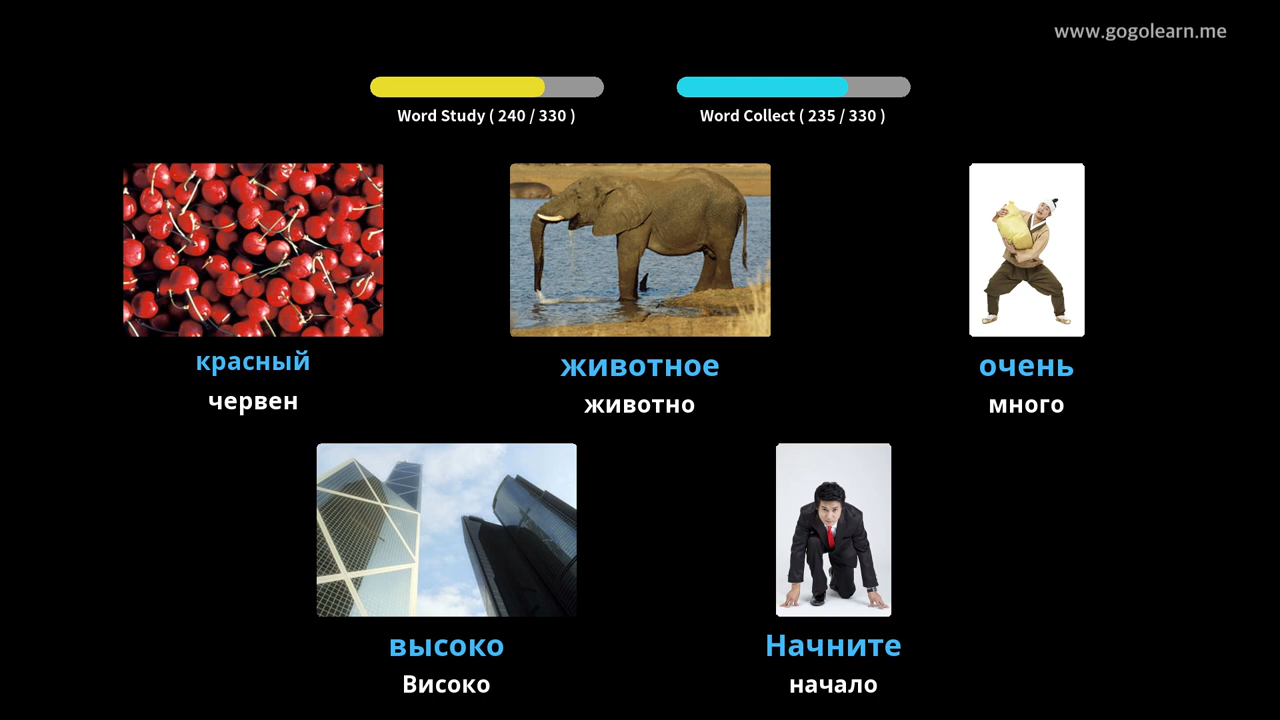 www.gogolearn.me
Word Study ( 240 / 330 )
Word Collect ( 235 / 330 )
красный
червен
животное
животно
очень
много
высоко
Високо
Начните
начало